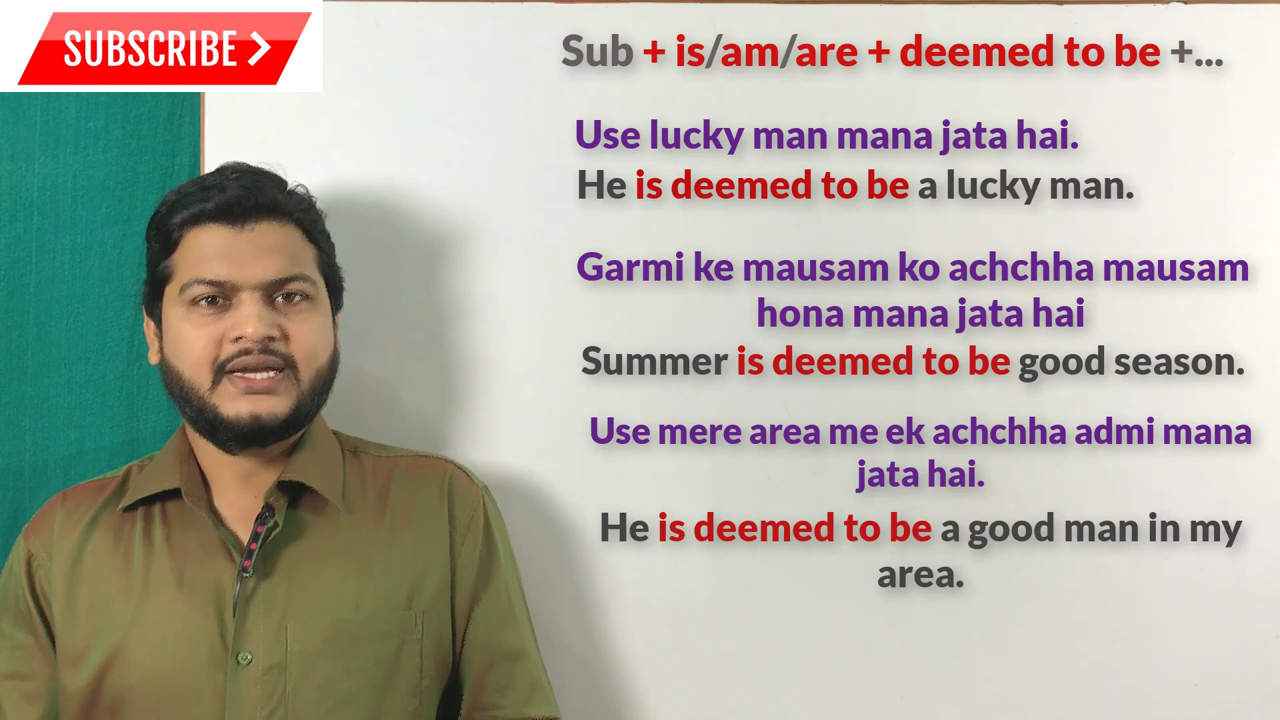 SUBSCRIBE
Sub + is/am/are + deemed to be +...
Use lucky man mana jata hai.
He is deemed to be a lucky man.
Garmi ke mausam ko achchha mausam
hona mana jata hai
Summer is deemed to be good season.
Use mere area me ek achchha admi mana
jata hai.
He is deemed to be a good man in my
area.